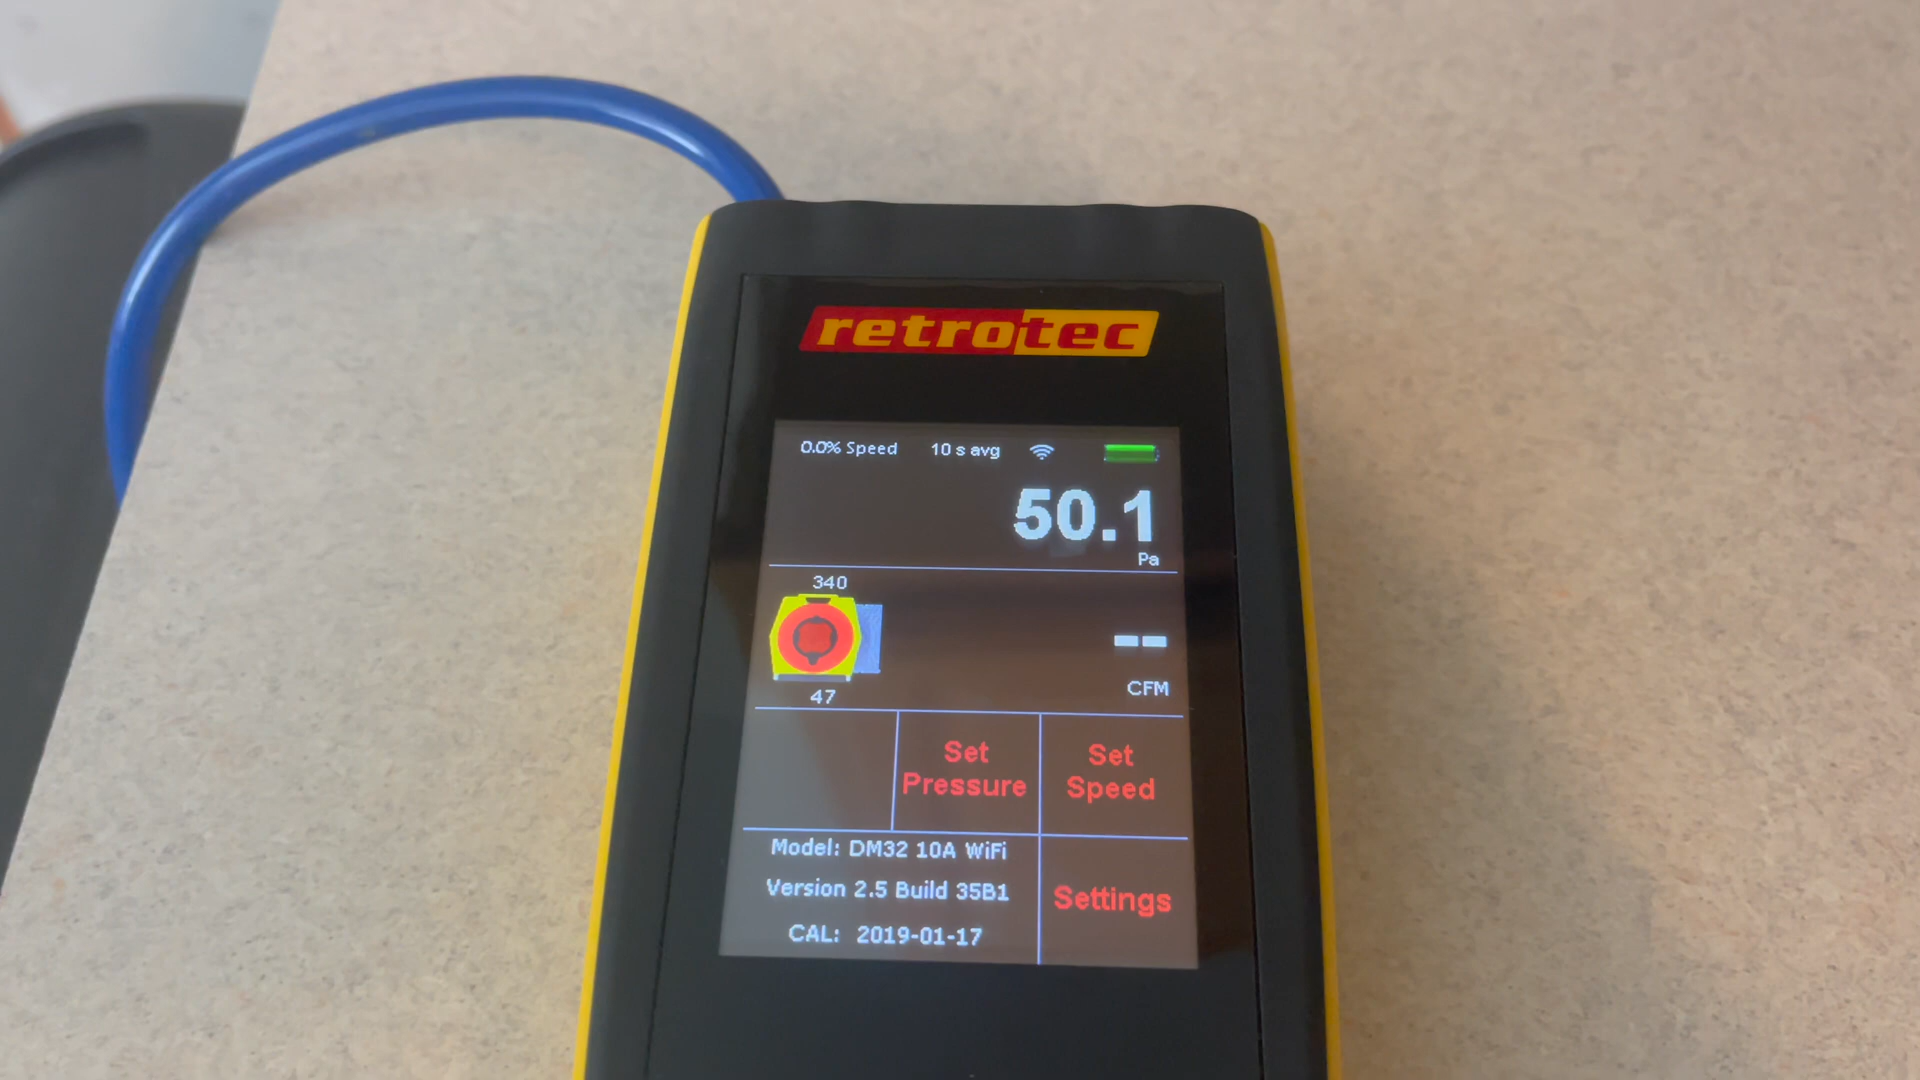 retrotec
0.0% Speed 10 s avg
50.1
Pa
340
--
47
CFM
Set Pressure
Set Speed
Model: DM32 10A WiFi
Version 2.5 Build 35B1
CAL: 2019-01-17
Settings